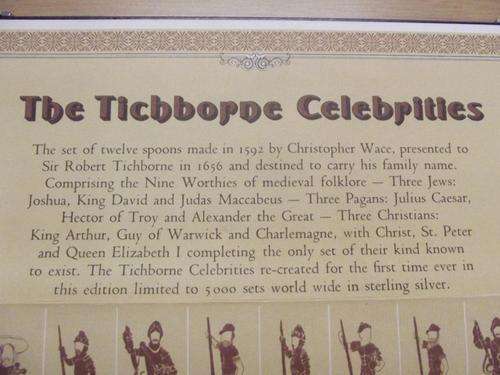 The Tichborne Celebrities
The set of twelve spoons made in 1592 by Christopher Wace, presented to
Sir Robert Tichborne in 1656 and destined to carry his family name.
Comprising the Nine Worthies of medieval folklore — Three Jews:
Joshua, King David and Judas Maccabeus — Three Pagans: Julius Caesar,
Hector of Troy and Alexander the Great — Three Christians:
King Arthur, Guy of Warwick and Charlemagne, with Christ, St. Peter
and Queen Elizabeth I completing the only set of their kind known
to exist. The Tichborne Celebrities re-created for the first time ever in
this edition limited to 5000 sets world wide in sterling silver.